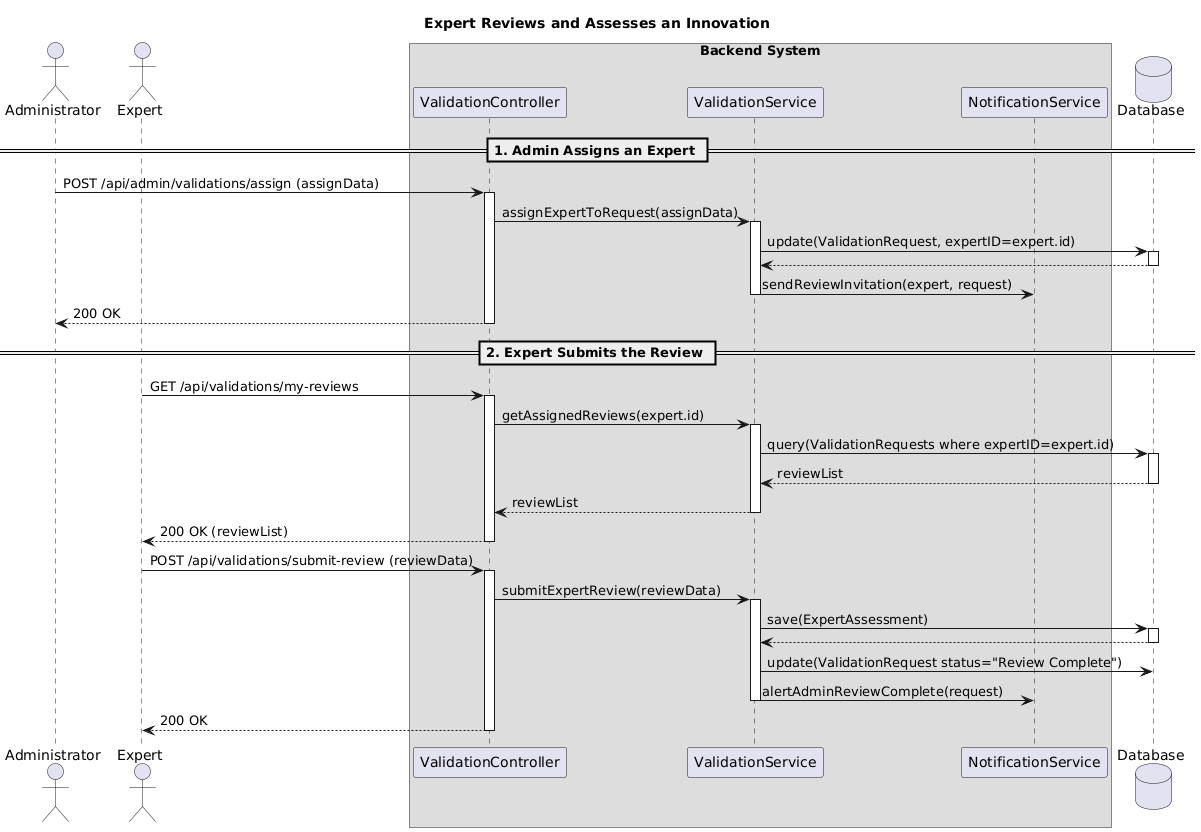 Expert Reviews and Assesses an Innovation
Backend System
Administrator
Expert
ValidationController
ValidationService
NotificationService
Database
1. Admin Assigns an Expert
POST /api/admin/validations/assign (assignData)
assignExpertToRequest(assignData)
update(ValidationRequest, expertID=expert.id)
sendReviewInvitation(expert, request)
200 OK
2. Expert Submits the Review
GET /api/validations/my-reviews
getAssignedReviews(expert.id)
query(ValidationRequests where expertID=expert.id)
reviewList
reviewList
200 OK (reviewList)
POST /api/validations/submit-review (reviewData)
submitExpertReview(reviewData)
save(ExpertAssessment)
update(ValidationRequest status="Review Complete")
alertAdminReviewComplete(request)
200 OK
Administrator
Expert
ValidationController
ValidationService
NotificationService
Database